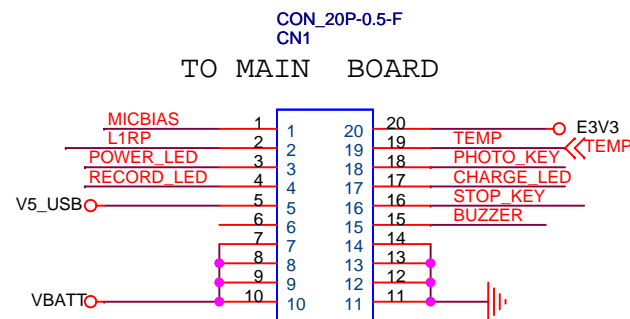 CON_20P-0.5-F
CN1
TO MAIN BOARD
MICBIAS 1 1 20 20 E3V3
L1RP 2 2 19 19 TEMP TEMP
POWER_LED 3 3 18 18 PHOTO_KEY
RECORD_LED 4 4 17 17 CHARGE_LED
V5_USB 5 5 16 16 STOP_KEY
6 6 15 15 BUZZER
7 7 14 14
8 8 13 13
9 9 12 12
VBATT 10 10 11 11